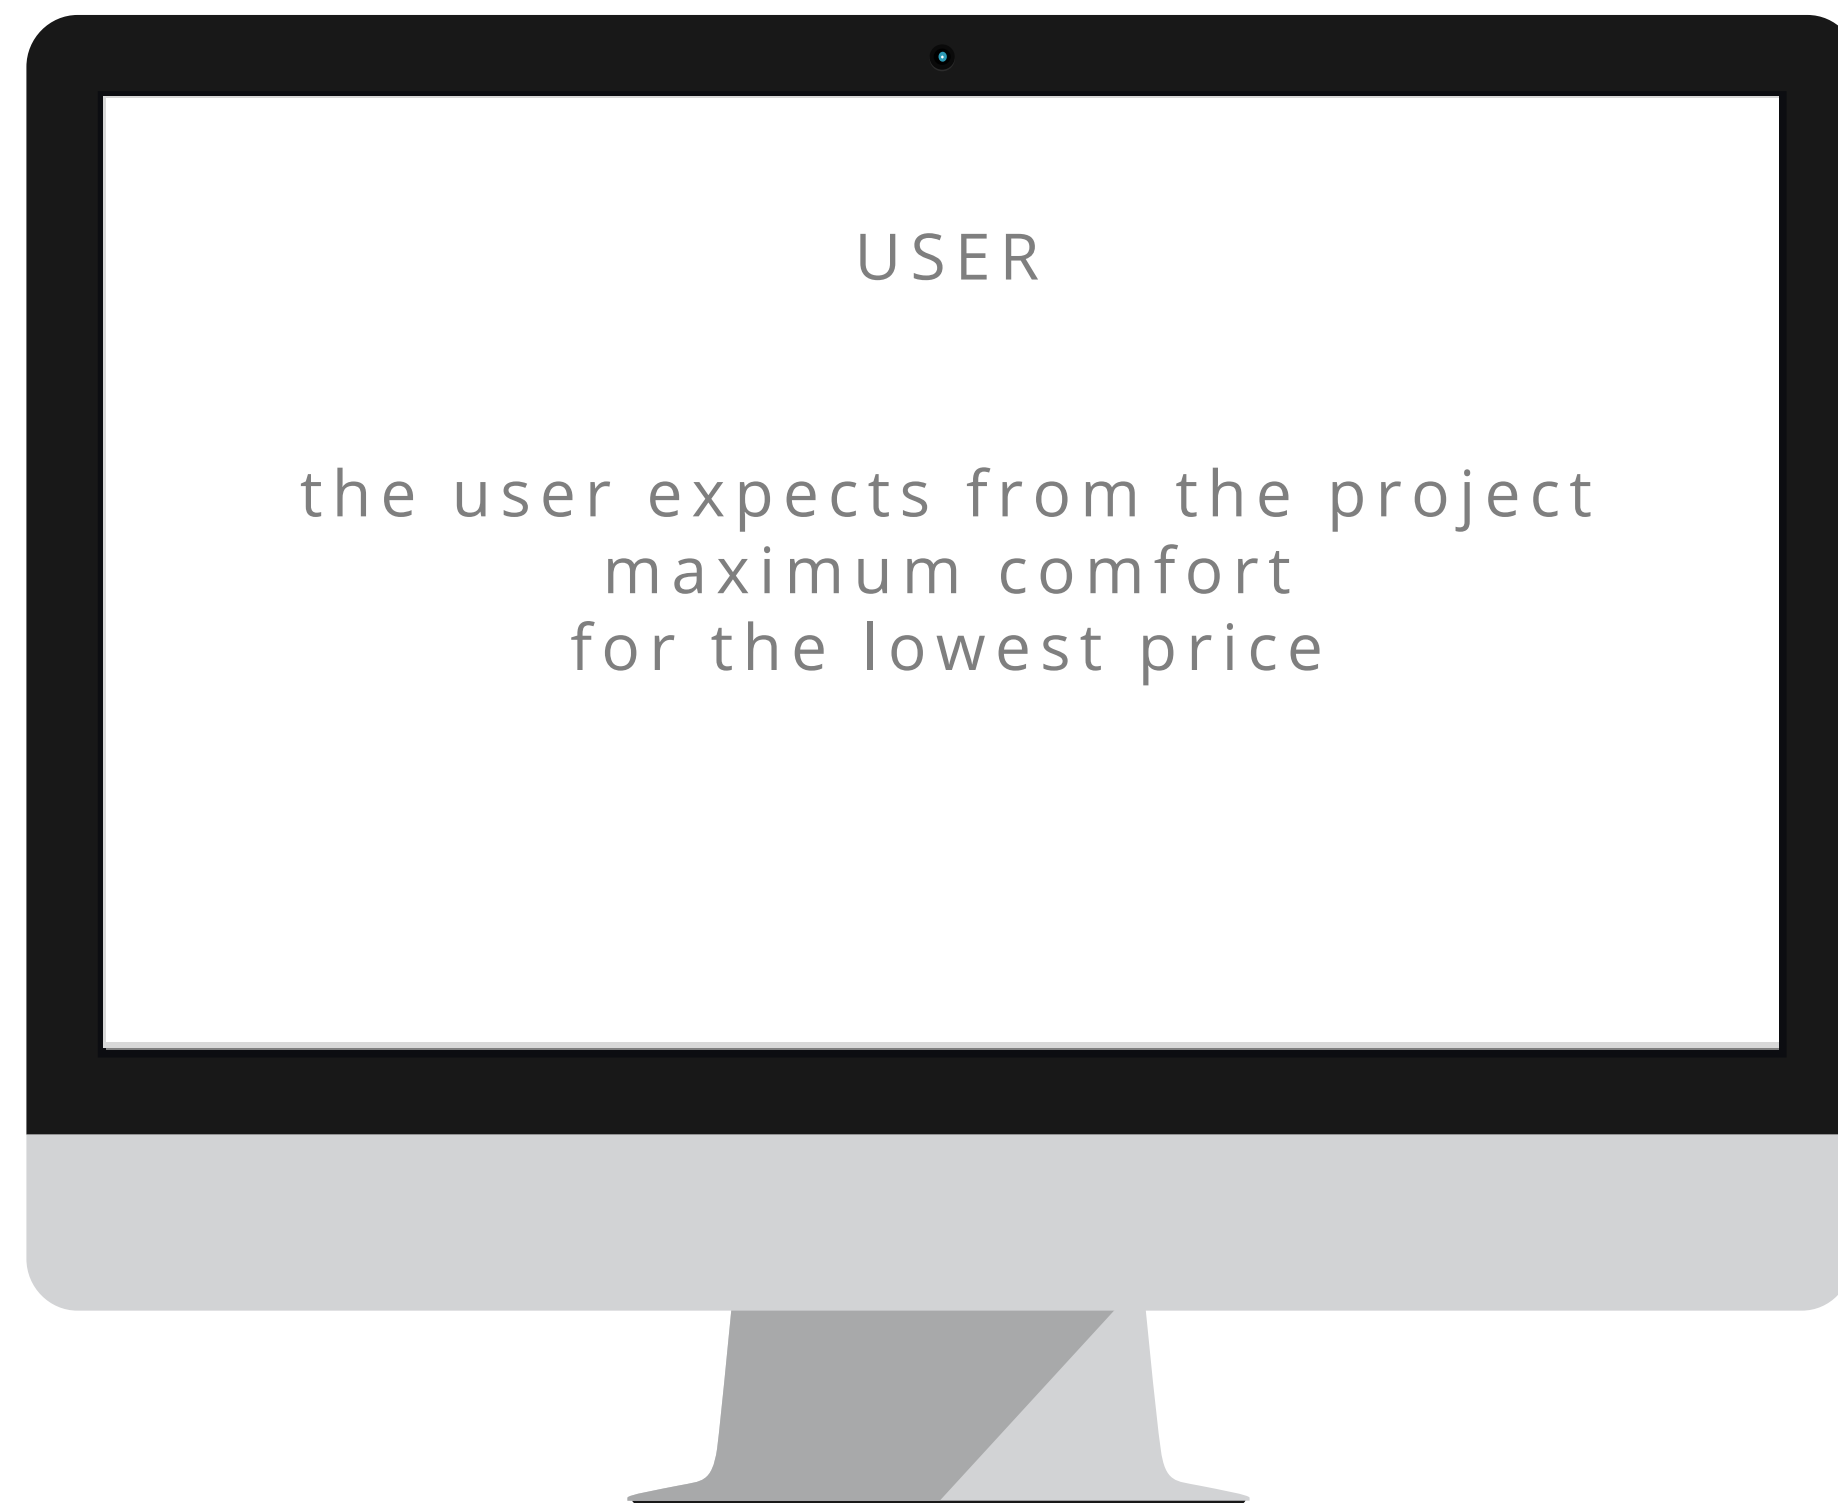 USER
the user expects from the project
maximum comfort
for the lowest price